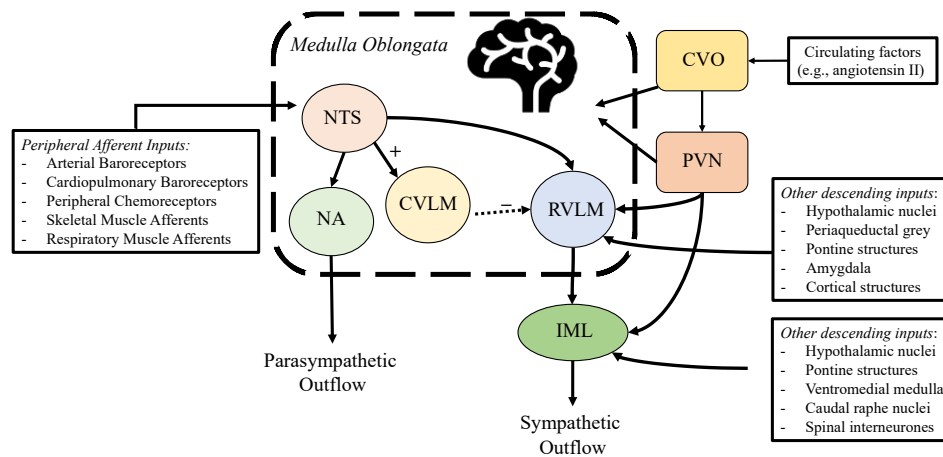 Medulla Oblongata
CVO
Circulating factors
(e.g., angiotensin II)
NTS
Peripheral Afferent Inputs:
- Arterial Baroreceptors
- Cardiopulmonary Baroreceptors
- Peripheral Chemoreceptors
- Skeletal Muscle Afferents
- Respiratory Muscle Afferents
+
PVN
NA
CVLM
–
RVLM
Other descending inputs:
- Hypothalamic nuclei
- Periaqueductal grey
- Pontine structures
- Amygdala
- Cortical structures
IML
Parasympathetic
Outflow
Other descending inputs:
- Hypothalamic nuclei
- Pontine structures
- Ventromedial medulla
- Caudal raphe nuclei
- Spinal interneurones
Sympathetic
Outflow